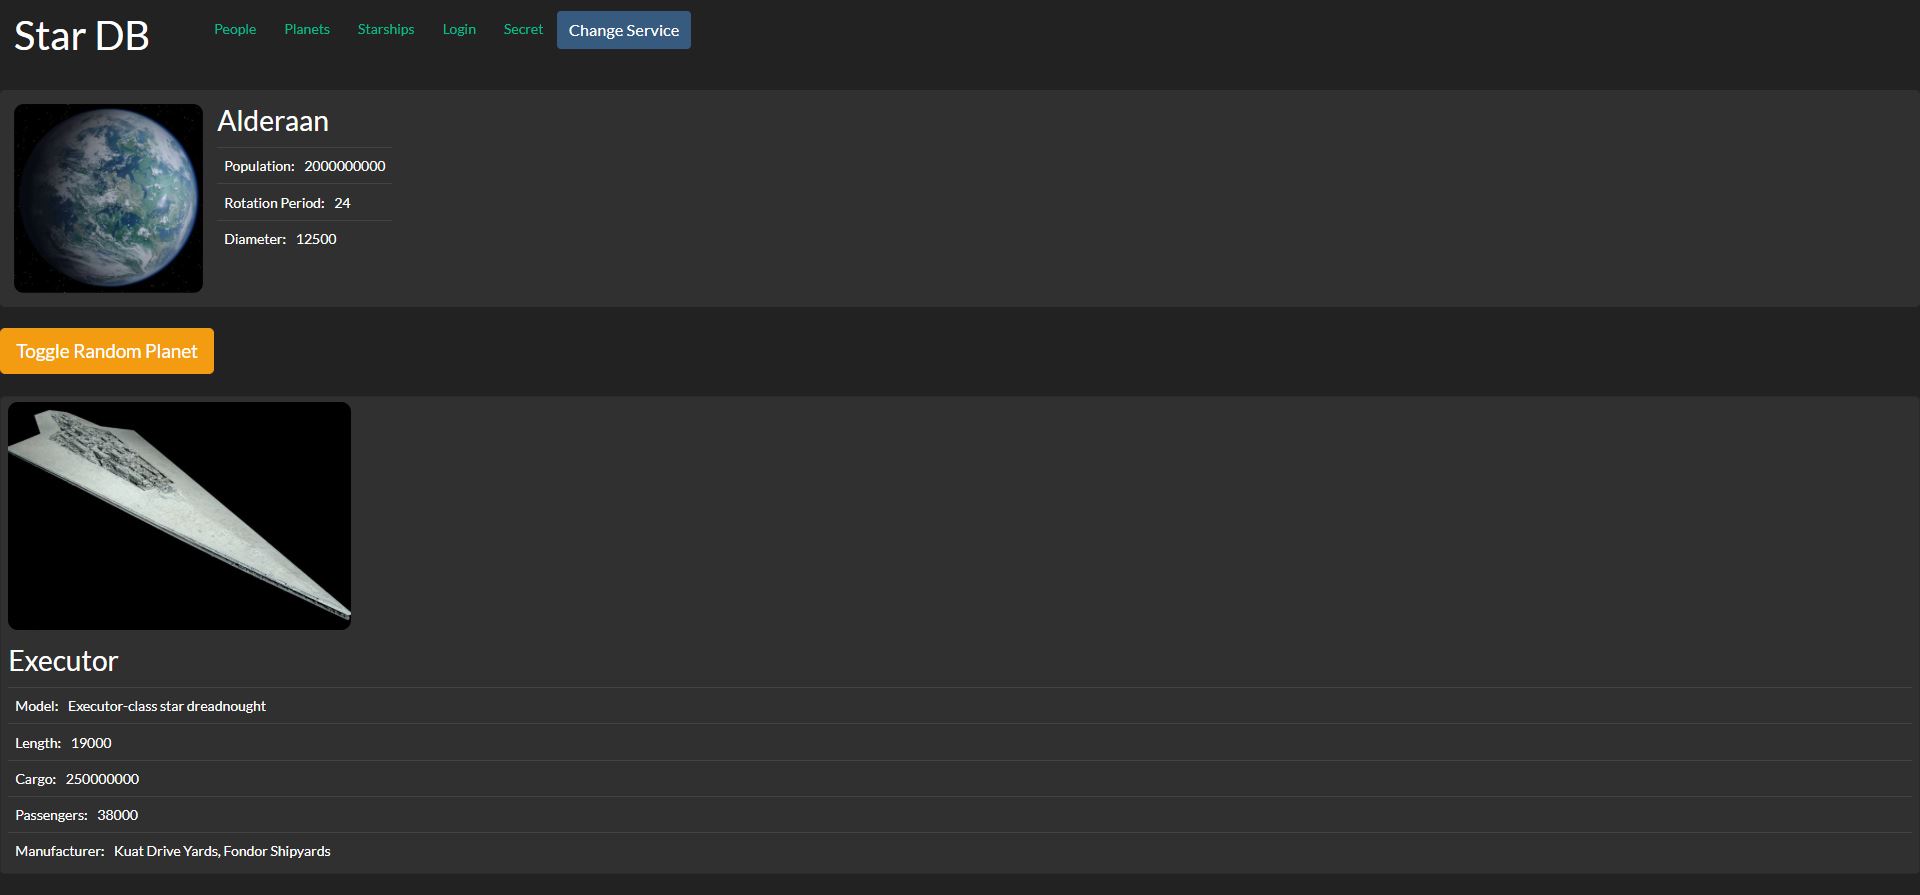 Star DB People Planets Starships Login Secret Change Service
Alderaan
Population: 2000000000
Rotation Period: 24
Diameter: 12500
Toggle Random Planet
Executor
Model: Executor-class star dreadnought
Length: 19000
Cargo: 250000000
Passengers: 38000
Manufacturer: Kuat Drive Yards, Fondor Shipyards